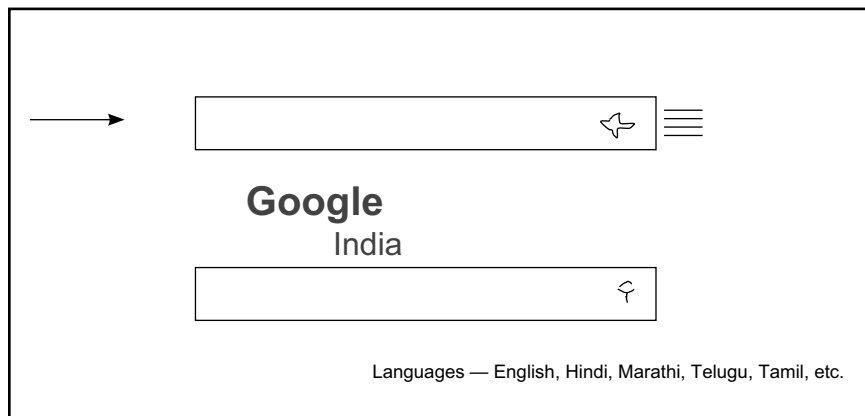 Google
India
Languages — English, Hindi, Marathi, Telugu, Tamil, etc.